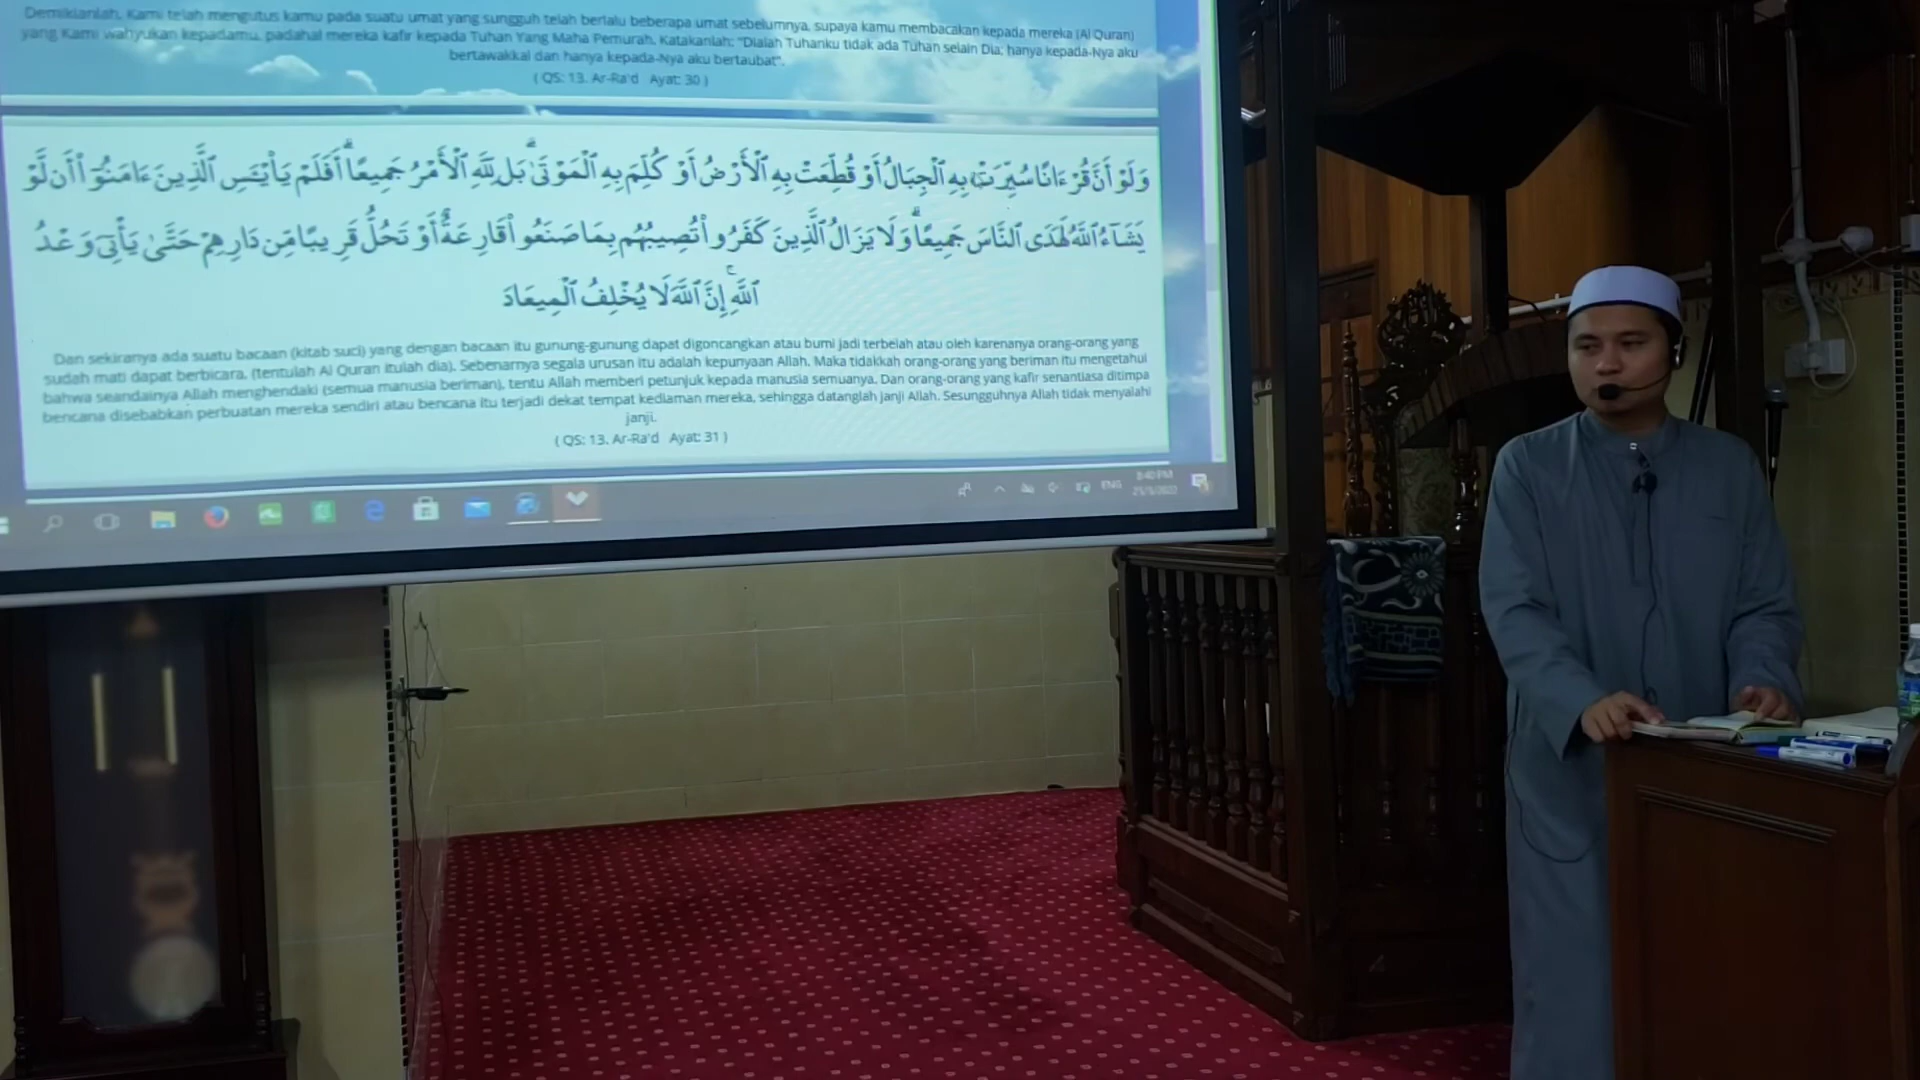 Demikianlah, Kami telah mengutus kamu pada suatu umat yang sungguh telah berlalu beberapa umat sebelumnya, supaya kamu membacakan kepada mereka (Al Quran)
yang Kami wahyukan kepadamu, padahal mereka kafir kepada Tuhan Yang Maha Pemurah. Katakanlah: "Dialah Tuhanku tidak ada Tuhan selain Dia; hanya kepada-Nya aku
bertawakkal dan hanya kepada-Nya aku bertaubat".
( QS: 13. Ar-Ra'd Ayat: 30 )
وَلَوْ أَنَّ قُرْءَانًا سُيِّرَتْ بِهِ ٱلْجِبَالُ أَوْ قُطِّعَتْ بِهِ ٱلْأَرْضُ أَوْ كُلِّمَ بِهِ ٱلْمَوْتَىٰ ۗ بَل لِّلَّهِ ٱلْأَمْرُ جَمِيعًا ۗ أَفَلَمْ يَا۟يْـَٔسِ ٱلَّذِينَ ءَامَنُوٓا۟ أَن لَّوْ
يَشَآءُ ٱللَّهُ لَهَدَى ٱلنَّاسَ جَمِيعًا ۗ وَلَا يَزَالُ ٱلَّذِينَ كَفَرُوا۟ تُصِيبُهُم بِمَا صَنَعُوا۟ قَارِعَةٌ أَوْ تَحُلُّ قَرِيبًا مِّن دَارِهِمْ حَتَّىٰ يَأْتِىَ وَعْدُ
ٱللَّهِ ۚ إِنَّ ٱللَّهَ لَا يُخْلِفُ ٱلْمِيعَادَ
Dan sekiranya ada suatu bacaan (kitab suci) yang dengan bacaan itu gunung-gunung dapat digoncangkan atau bumi jadi terbelah atau oleh karenanya orang-orang yang
sudah mati dapat berbicara, (tentulah Al Quran itulah dia). Sebenarnya segala urusan itu adalah kepunyaan Allah. Maka tidakkah orang-orang yang beriman itu mengetahui
bahwa seandainya Allah menghendaki (semua manusia beriman), tentu Allah memberi petunjuk kepada manusia semuanya. Dan orang-orang yang kafir senantiasa ditimpa
bencana disebabkan perbuatan mereka sendiri atau bencana itu terjadi dekat tempat kediaman mereka, sehingga datanglah janji Allah. Sesungguhnya Allah tidak menyalahi
janji.
( QS: 13. Ar-Ra'd Ayat: 31 )
ENG
8:40 PM